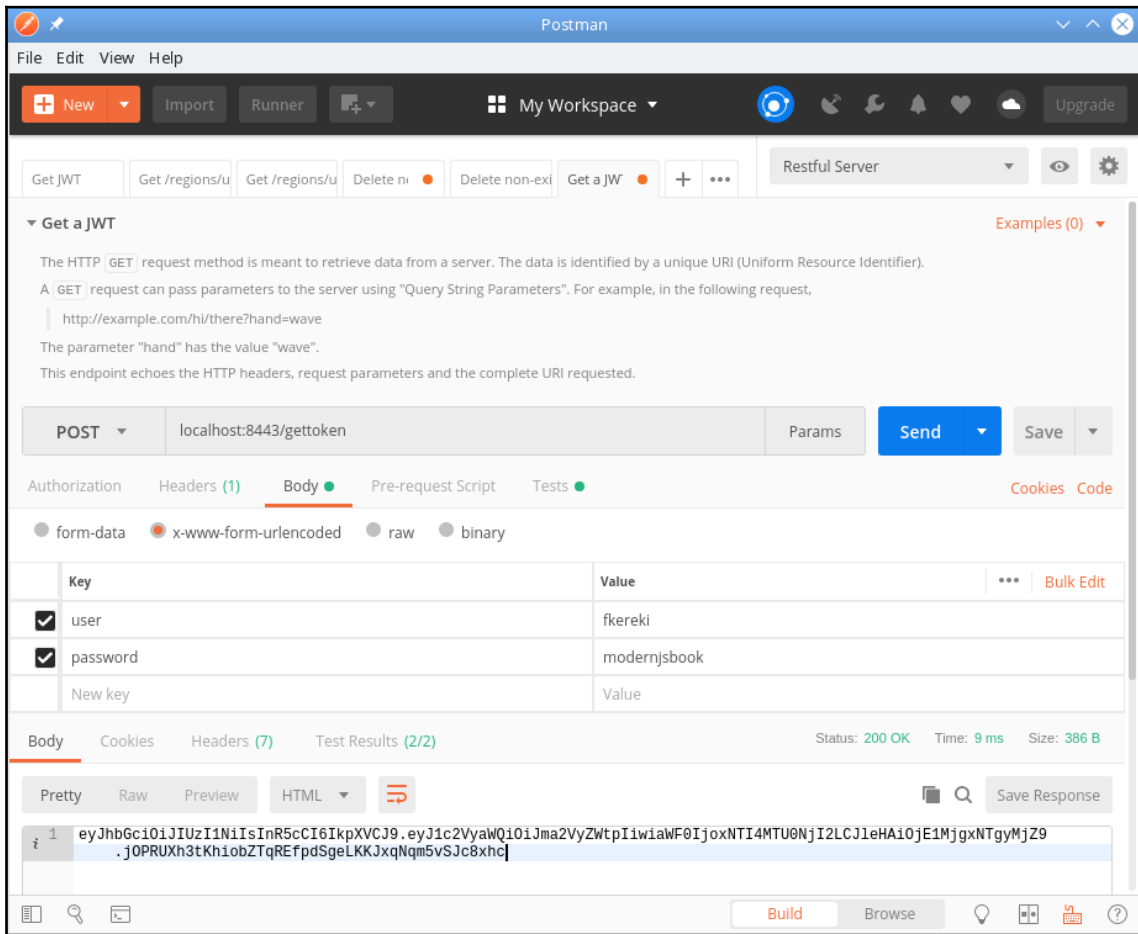 Postman
File Edit View Help
New Import Runner My Workspace Upgrade
Get JWT Get /regions/u Get /regions/u Delete n Delete non-exi Get a JW Restful Server
Get a JWT Examples (0)
The HTTP GET request method is meant to retrieve data from a server. The data is identified by a unique URI (Uniform Resource Identifier).
A GET request can pass parameters to the server using "Query String Parameters". For example, in the following request,
http://example.com/hi/there?hand=wave
The parameter "hand" has the value "wave".
This endpoint echoes the HTTP headers, request parameters and the complete URI requested.
POST localhost:8443/gettoken Params Send Save
Authorization Headers (1) Body Pre-request Script Tests Cookies Code
form-data x-www-form-urlencoded raw binary
Key Value Bulk Edit
user fkereki
password modernjsbook
New key Value
Body Cookies Headers (7) Test Results (2/2) Status: 200 OK Time: 9 ms Size: 386 B
Pretty Raw Preview HTML Save Response
1 eyJhbGciOiJIUzI1NiIsInR5cCI6IkpXVCJ9.eyJ1c2VyaWQiOiJma2VyZWtpIiwiaWF0IjoxNTI4MTU0NjI2LCJleHAiOjE1MjgxNTgyMjZ9
.jOPRUXh3tKhiobZTqREfpdSgeLKKJxqNqm5vSJc8xhc
Build Browse